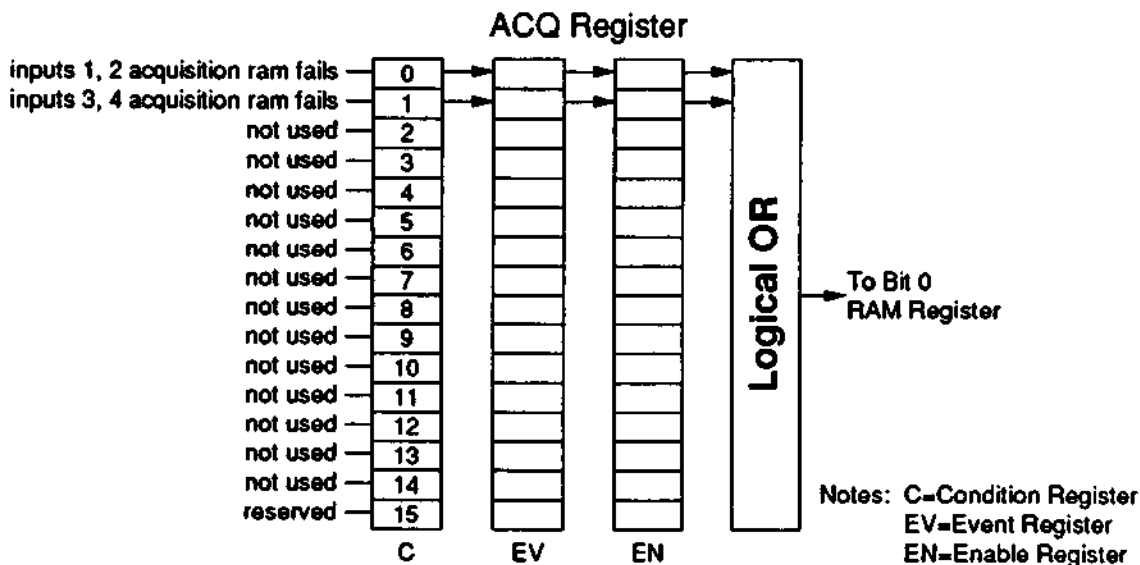 ACQ Register
inputs 1, 2 acquisition ram fails 0
inputs 3, 4 acquisition ram fails 1
not used 2
not used 3
not used 4
not used 5
not used 6
not used 7
not used 8
not used 9
not used 10
not used 11
not used 12
not used 13
not used 14
reserved 15
C EV EN
Logical OR
To Bit 0
RAM Register
Notes: C=Condition Register
EV=Event Register
EN=Enable Register